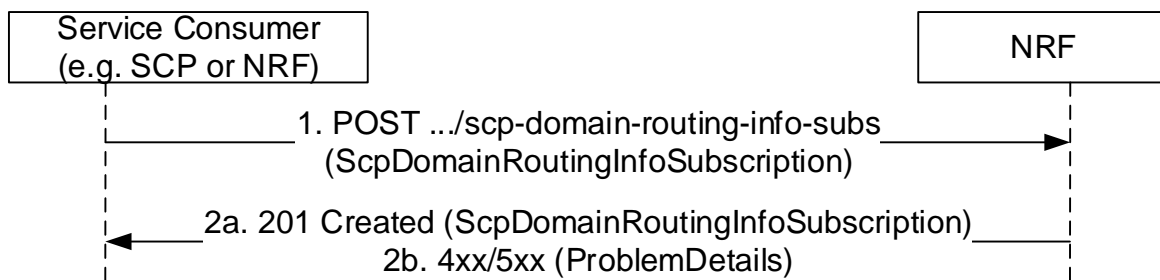 Service Consumer
(e.g. SCP or NRF)
NRF
1. POST .../scp-domain-routing-info-subs
(ScpDomainRoutingInfoSubscription)
2a. 201 Created (ScpDomainRoutingInfoSubscription)
2b. 4xx/5xx (ProblemDetails)